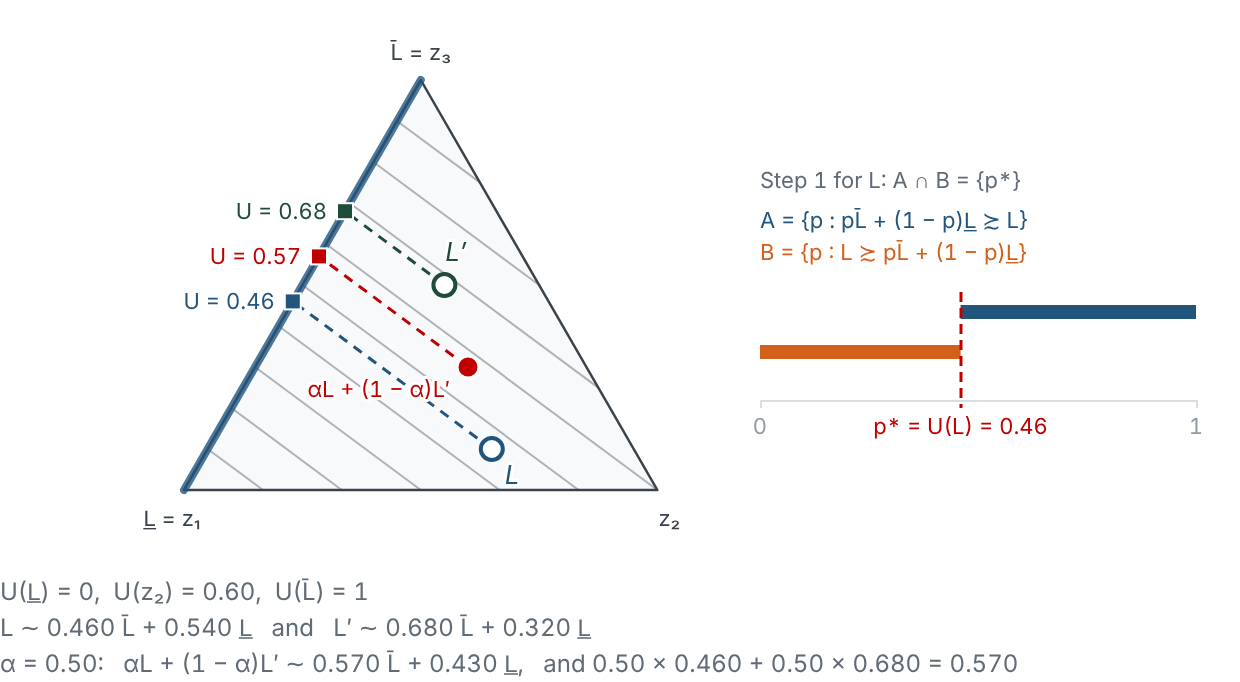 L̄ = z₃
U = 0.68
U = 0.57
U = 0.46
L′
αL + (1 − α)L′
L
L̲ = z₁
z₂
Step 1 for L: A ∩ B = {p*}
A = {p : pL̄ + (1 − p)L̲ ≿ L}
B = {p : L ≿ pL̄ + (1 − p)L̲}
0
p* = U(L) = 0.46
1
U(L̲) = 0, U(z₂) = 0.60, U(L̄) = 1
L ~ 0.460 L̄ + 0.540 L̲ and L′ ~ 0.680 L̄ + 0.320 L̲
α = 0.50: αL + (1 − α)L′ ~ 0.570 L̄ + 0.430 L̲, and 0.50 × 0.460 + 0.50 × 0.680 = 0.570